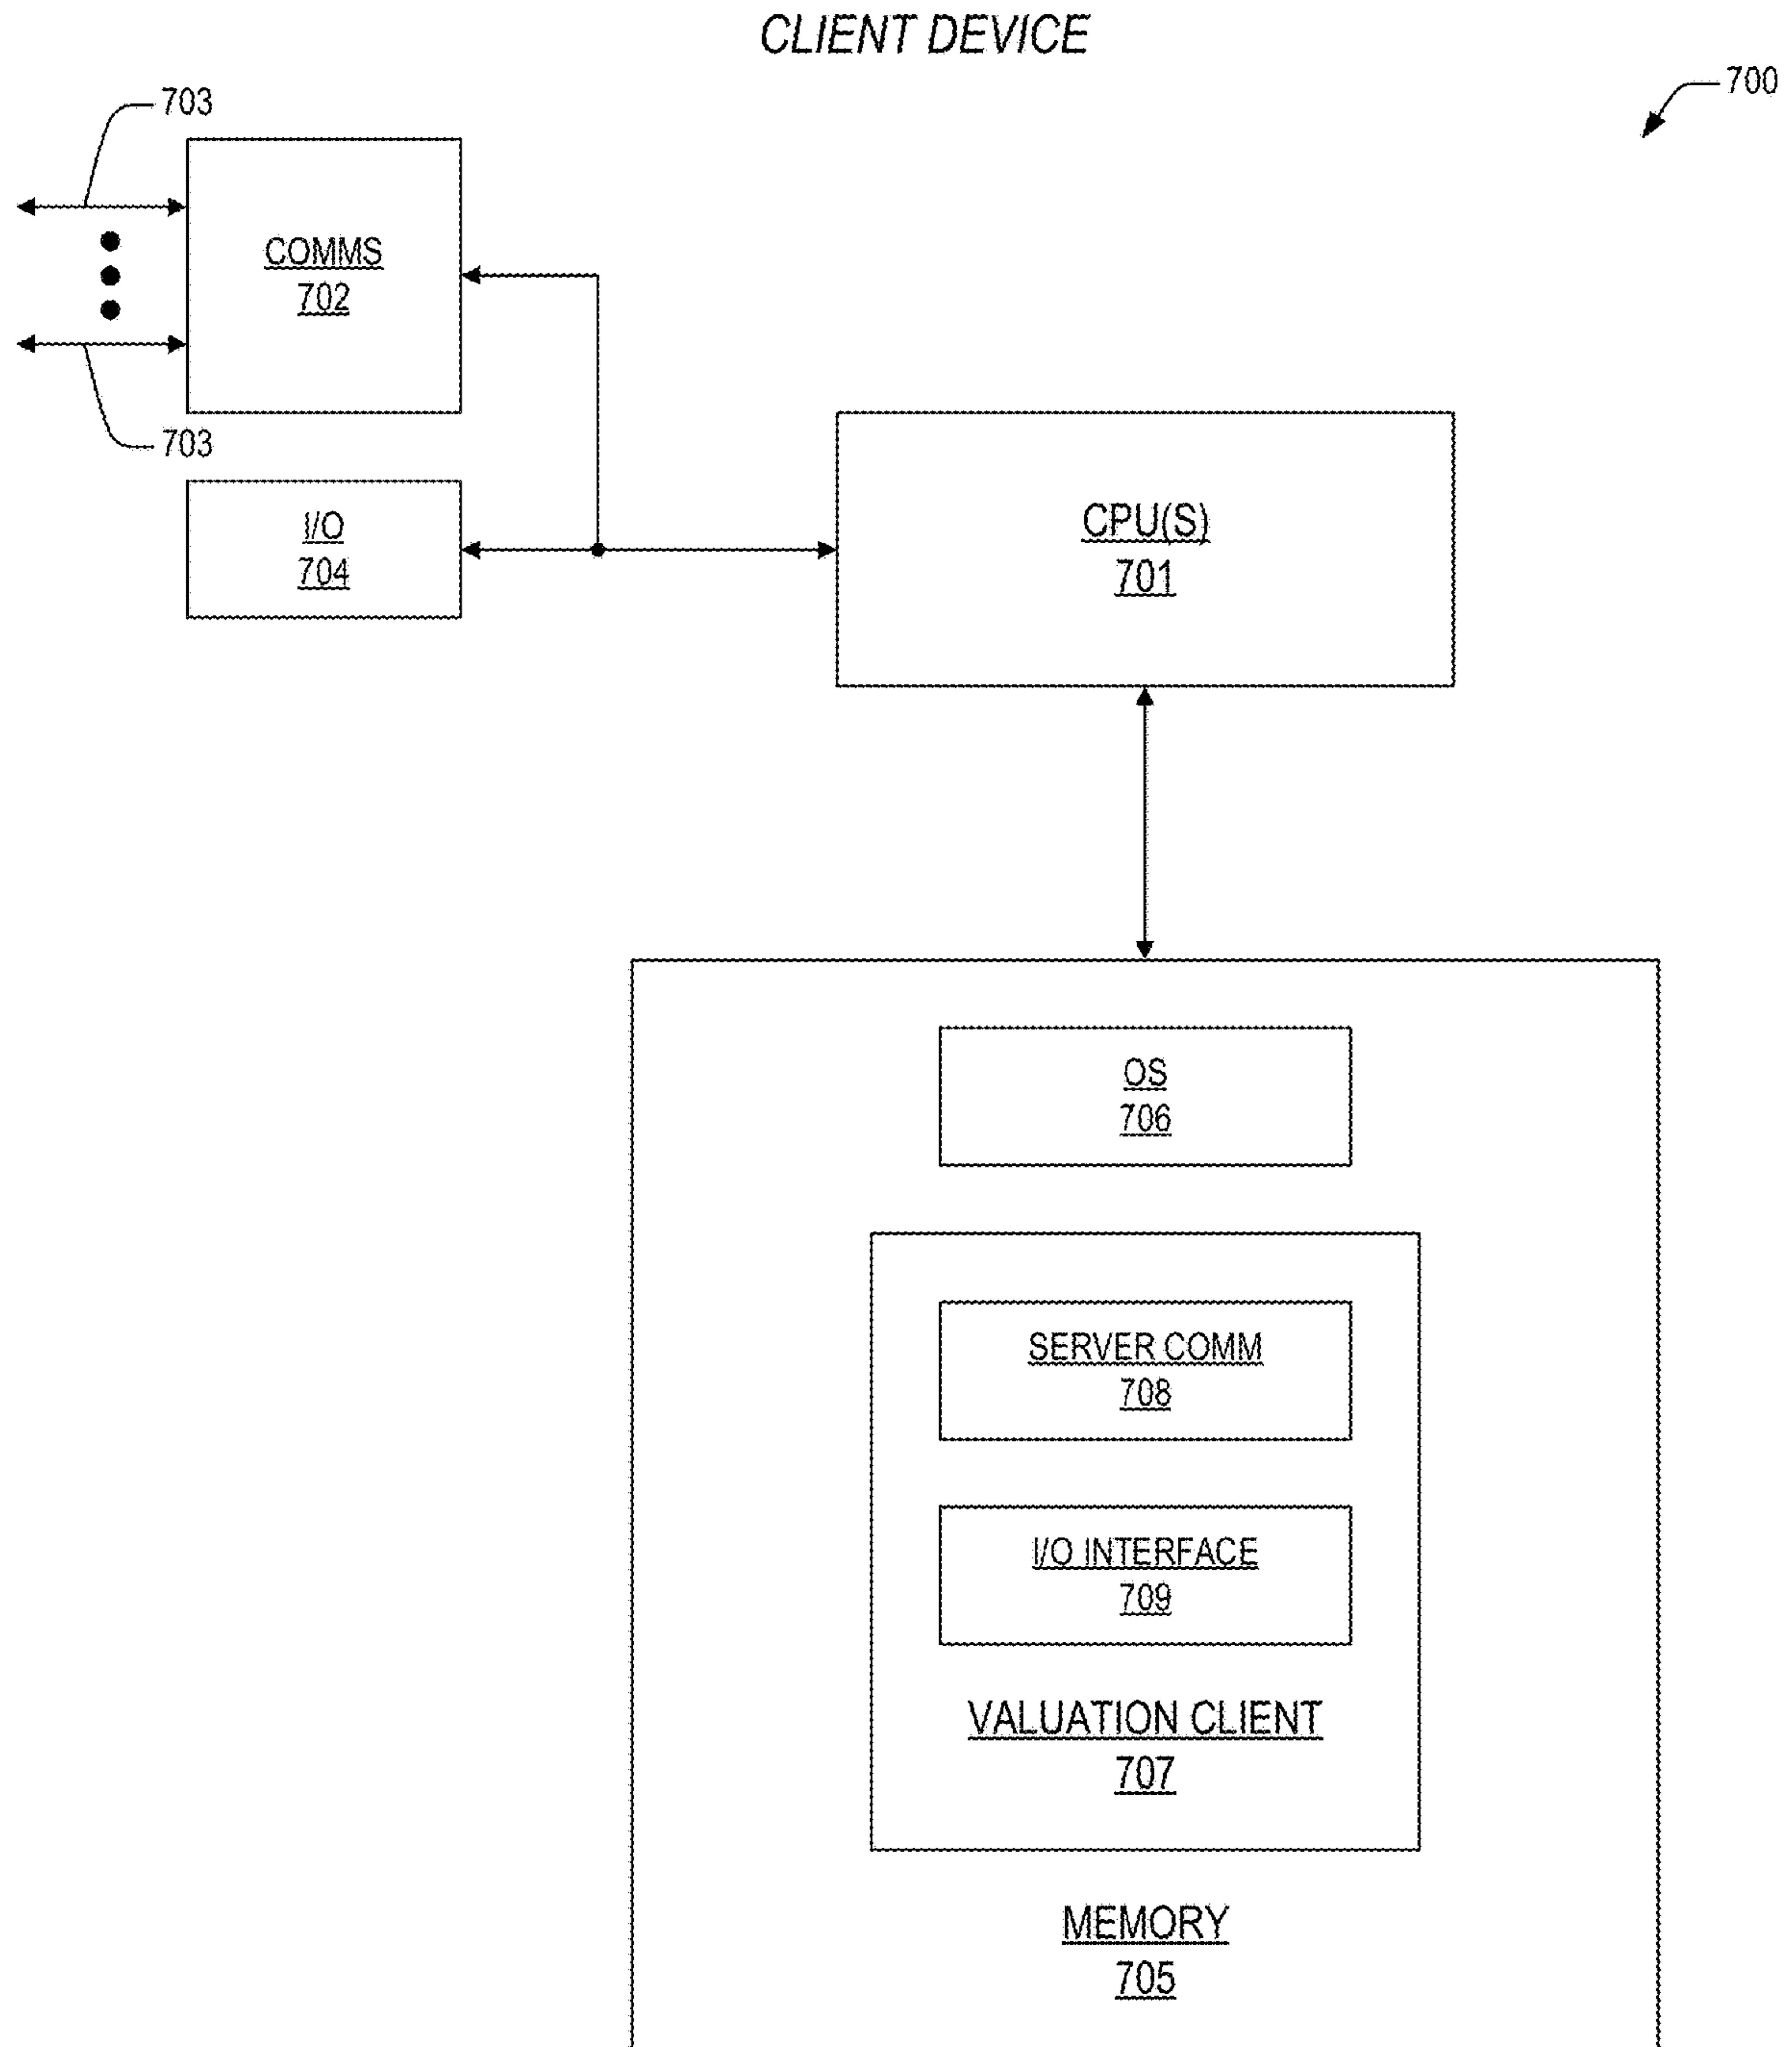 CLIENT DEVICE
700
703
COMMS
702
703
I/O
704
CPU(S)
701
OS
706
SERVER COMM
708
I/O INTERFACE
709
VALUATION CLIENT
707
MEMORY
705